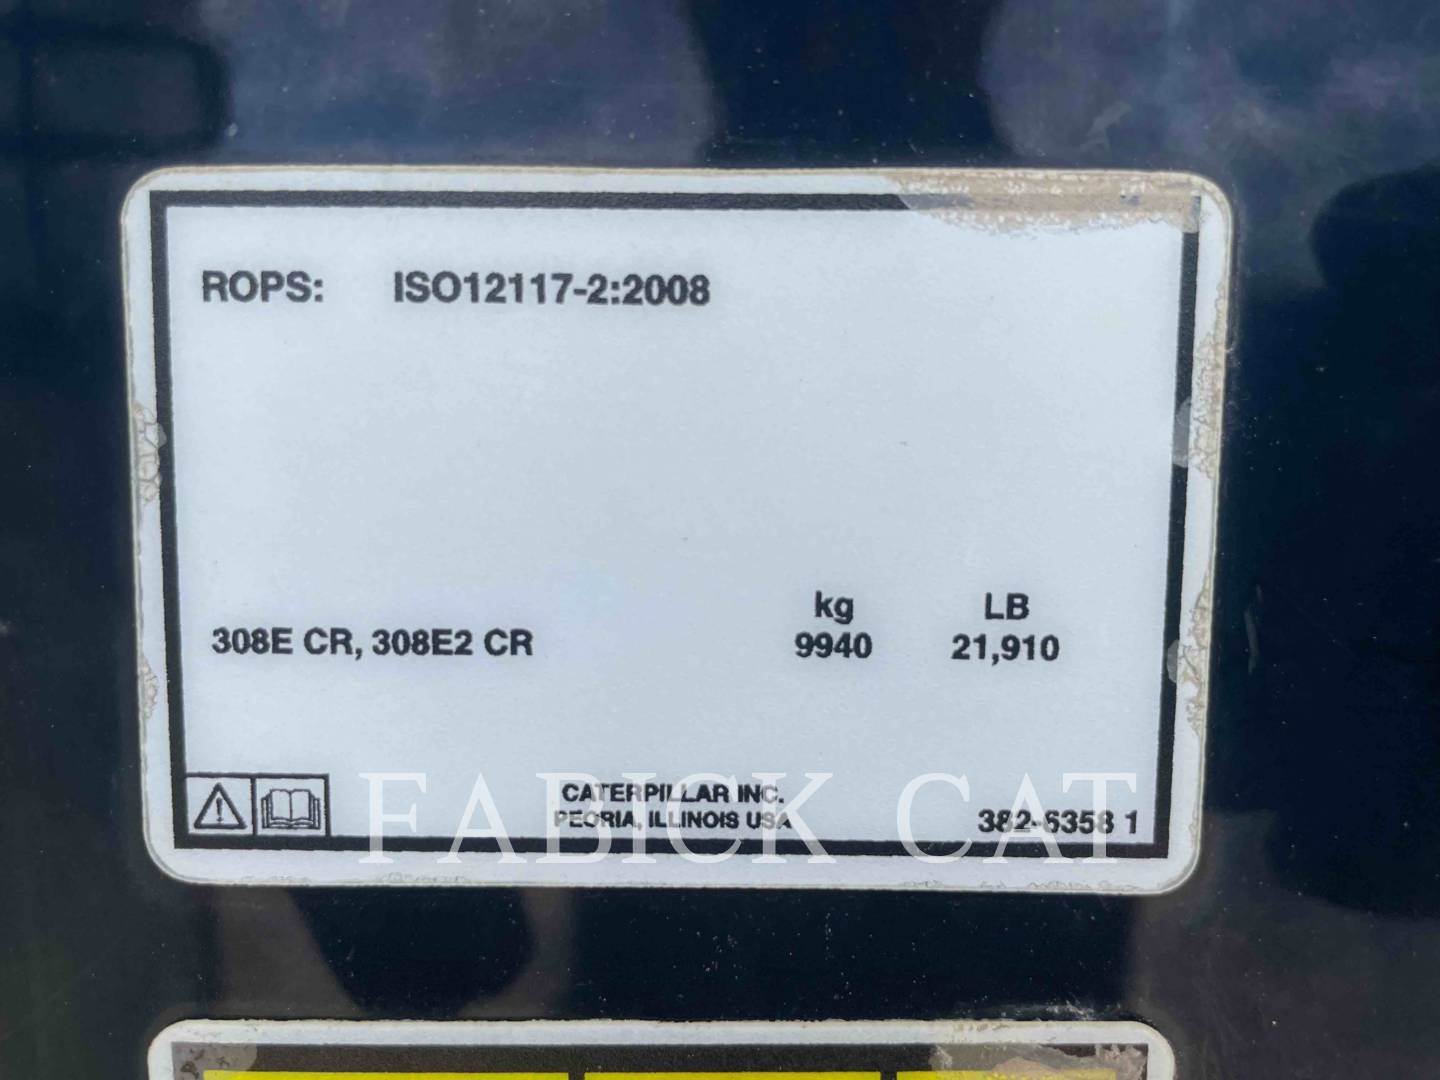 ROPS: ISO12117-2:2008
kg LB
308E CR, 308E2 CR 9940 21,910
CATERPILLAR INC.
PEORIA, ILLINOIS USA
382-6358 1
FABICK CAT